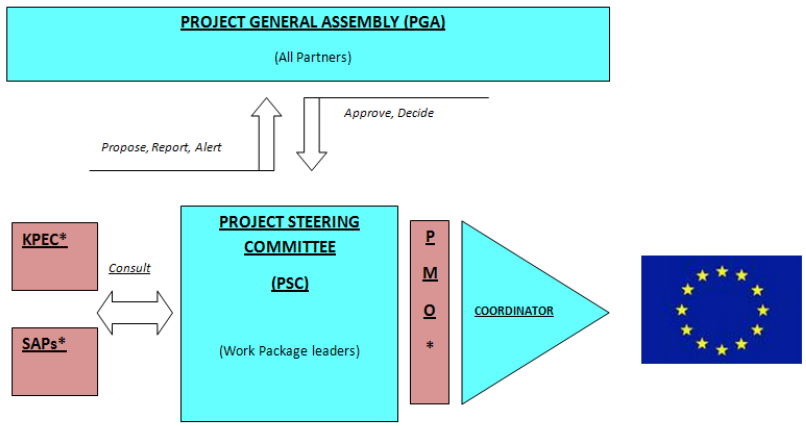 PROJECT GENERAL ASSEMBLY (PGA)
(All Partners)
Approve, Decide
Propose, Report, Alert
KPEC*
SAPs*
Consult
PROJECT STEERING
COMMITTEE
(PSC)
(Work Package leaders)
P
M
O
*
COORDINATOR